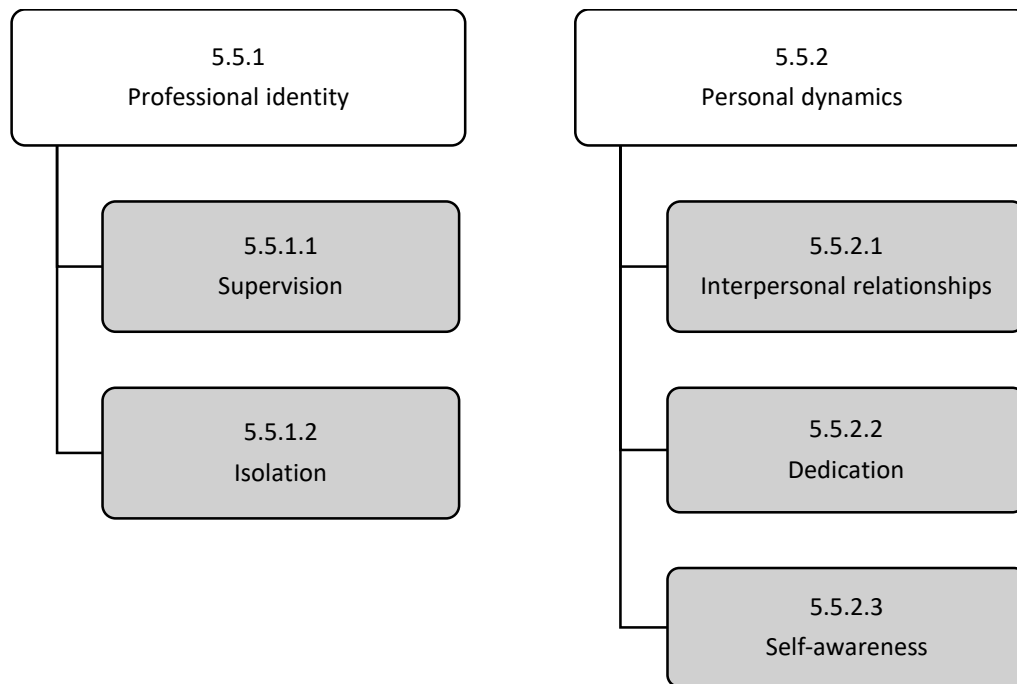 5.5.1
Professional identity
5.5.1.1
Supervision
5.5.1.2
Isolation
5.5.2
Personal dynamics
5.5.2.1
Interpersonal relationships
5.5.2.2
Dedication
5.5.2.3
Self-awareness